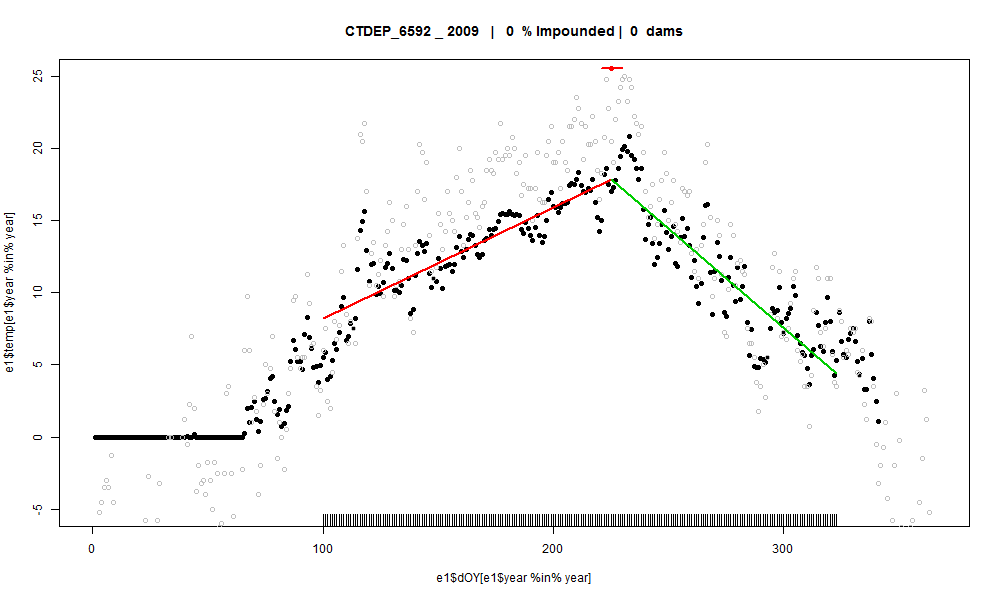 CTDEP_6592 _ 2009 | 0 % Impounded | 0 dams
e1$temp[e1$year %in% year]
25
20
15
10
5
0
-5
0 100 200 300
e1$dOY[e1$year %in% year]